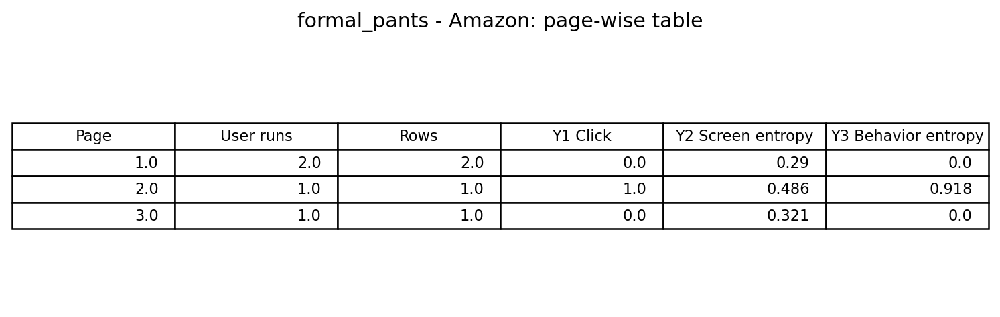 formal_pants - Amazon: page-wise table
Page User runs Rows Y1 Click Y2 Screen entropy Y3 Behavior entropy
1.0 2.0 2.0 0.0 0.29 0.0
2.0 1.0 1.0 1.0 0.486 0.918
3.0 1.0 1.0 0.0 0.321 0.0